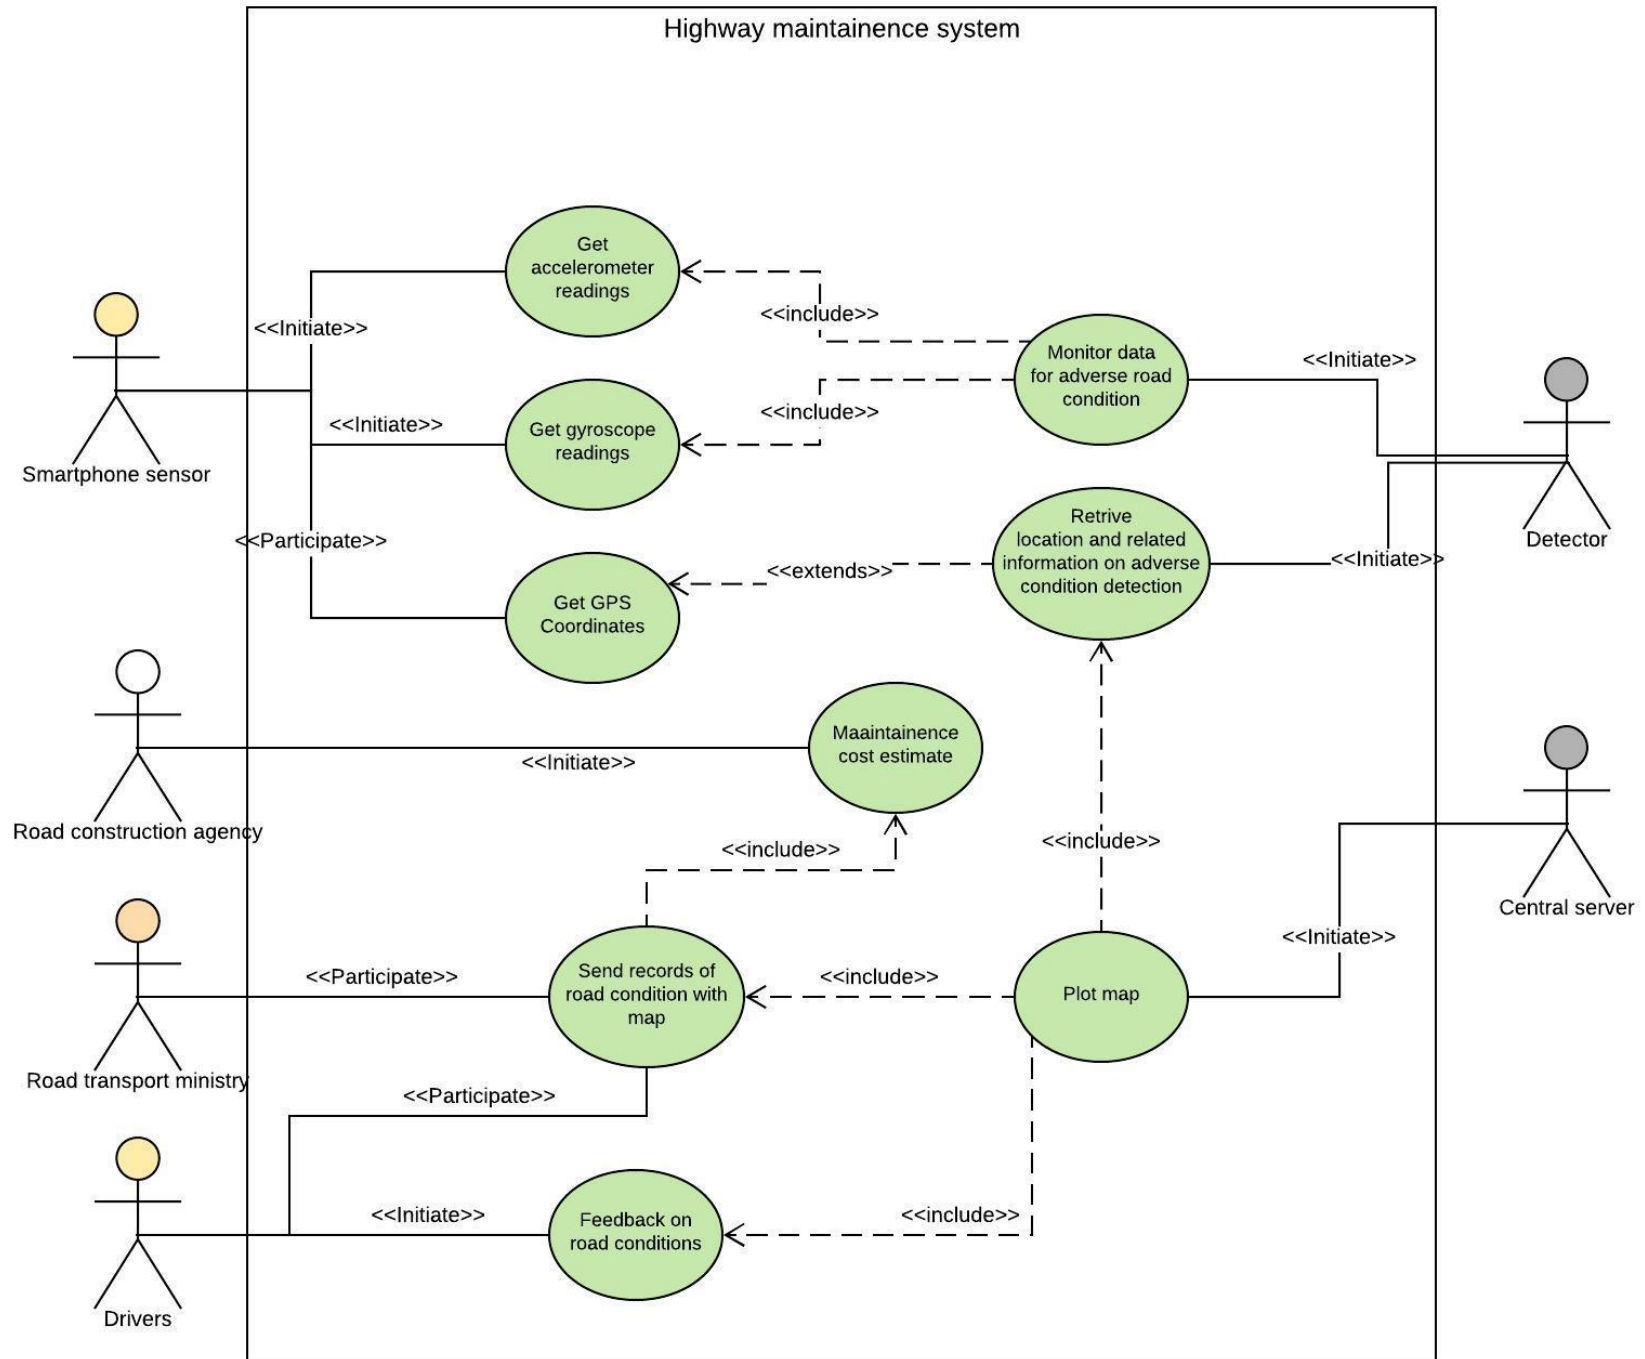 Highway maintainence system
Get
accelerometer
readings
<<Initiate>>
<<include>>
Monitor data
for adverse road
condition
<<Initiate>>
<<Initiate>>
Get gyroscope
readings
<<include>>
Smartphone sensor
Detector
<<Participate>>
Get GPS
Coordinates
<<extends>>
Retrive
location and related
information on adverse
condition detection
<<Initiate>>
Maaintainence
cost estimate
<<Initiate>>
Road construction agency
<<include>>
<<include>>
Central server
<<Initiate>>
<<Participate>>
Send records of
road condition with
map
<<include>>
Plot map
Road transport ministry
<<Participate>>
<<Initiate>>
Feedback on
road conditions
<<include>>
Drivers